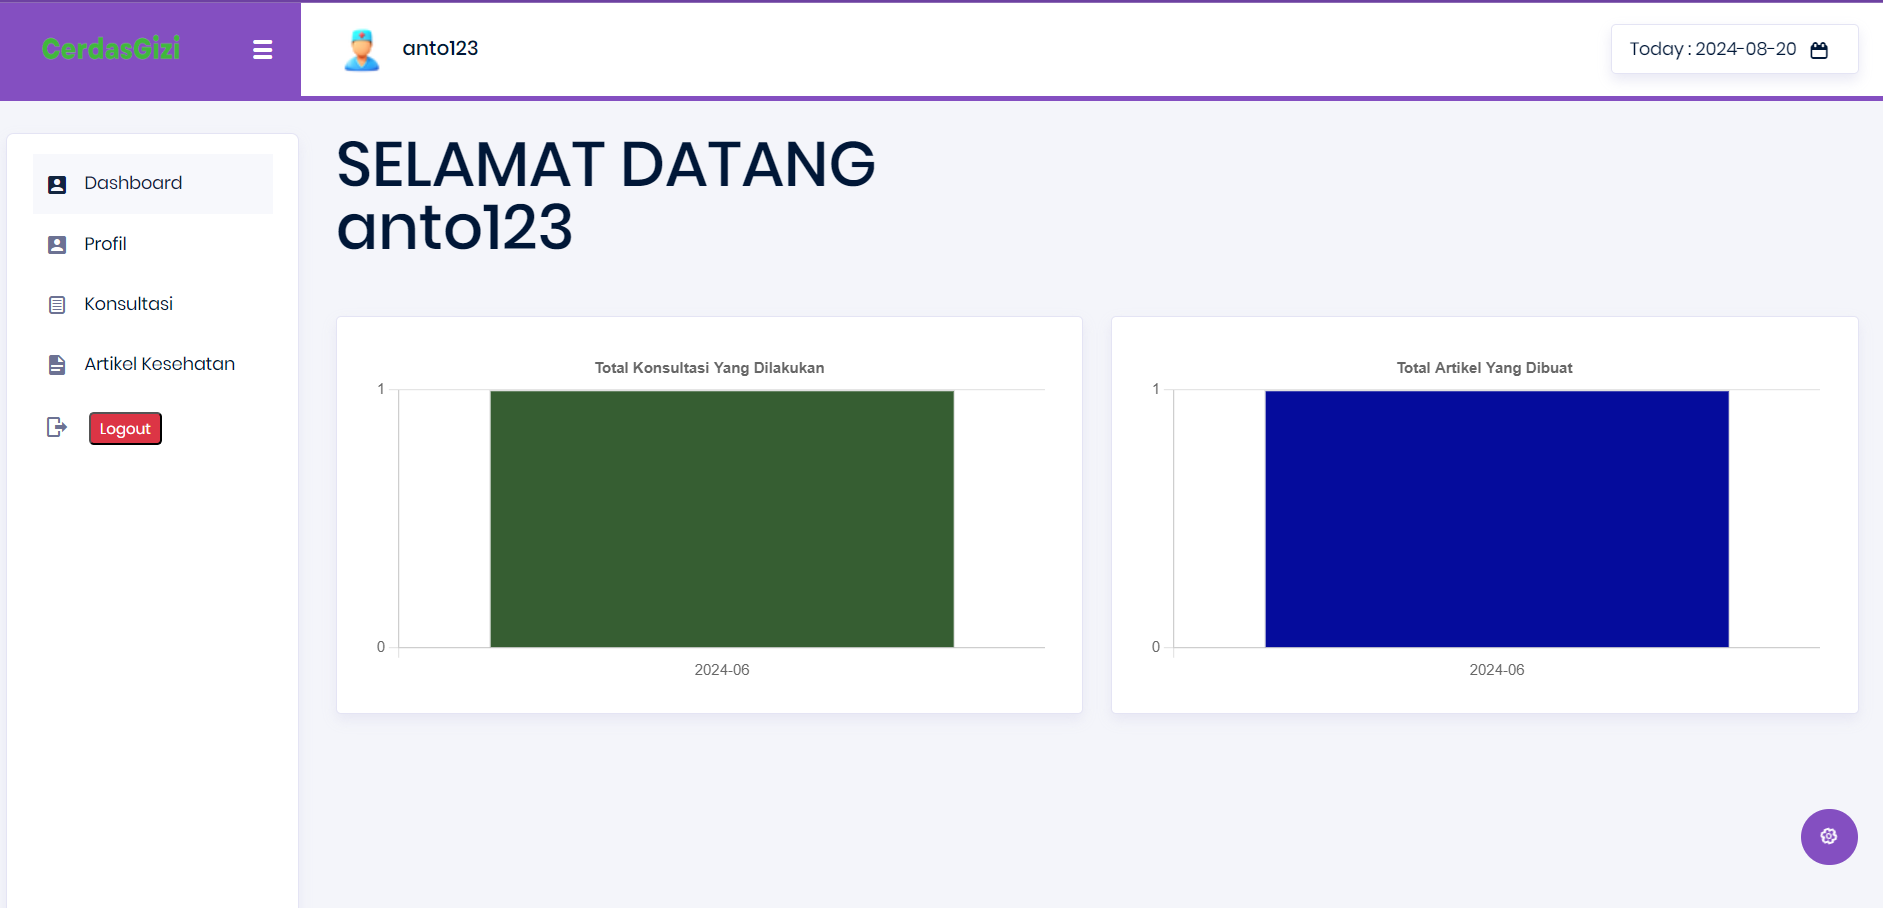 CerdasGizi
anto123
Today : 2024-08-20
Dashboard
Profil
Konsultasi
Artikel Kesehatan
Logout
SELAMAT DATANG
anto123
Total Konsultasi Yang Dilakukan
1
0
2024-06
Total Artikel Yang Dibuat
1
0
2024-06